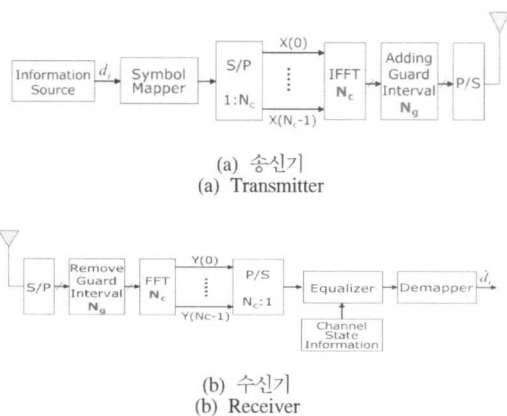 Information Source
d_i
Symbol Mapper
S/P
1:N_c
X(0)
X(N_c-1)
IFFT
N_c
Adding Guard Interval
N_g
P/S
(a) 송신기
(a) Transmitter
S/P
Remove Guard Interval
N_g
FFT
N_c
Y(0)
Y(Nc-1)
P/S
N_c:1
Equalizer
Channel State Information
Demapper
d̂_i
(b) 수신기
(b) Receiver